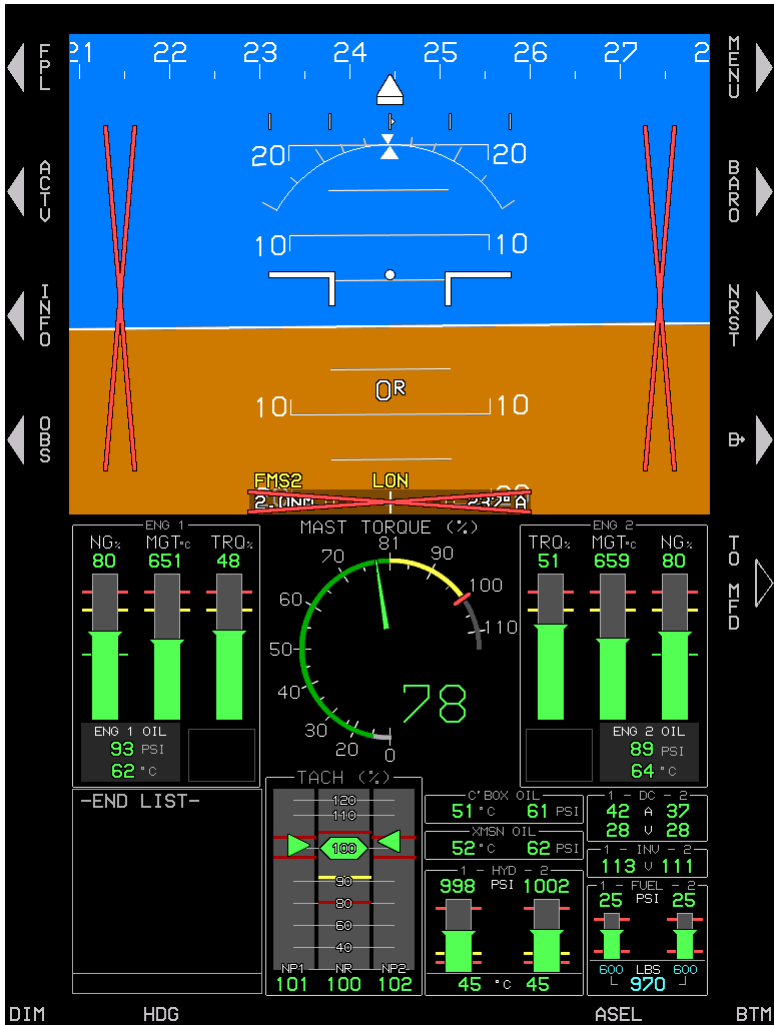 21 22 23 24 25 26 27 2
FPL
MENU
20 20
ACTV
BARO
10 10
INFO
NRST
0R
10 10
OBS
B
FMS2 LON
2.0NM 232°A
ENG 1
NG% MGT°C TRQ%
80 651 48
ENG 1 OIL
93 PSI
62 °C
MAST TORQUE (%)
81
70 90
60 100
50 110
40
30
20 0
78
ENG 2
TRQ% MGT°C NG%
51 659 80
ENG 2 OIL
89 PSI
64 °C
TO MFD
-END LIST-
TACH (%)
120
110
100
90
80
60
40
NP1 NR NP2
101 100 102
C'BOX OIL
51 °C 61 PSI
XMSN OIL
52 °C 62 PSI
1 - HYD - 2
998 PSI 1002
45 °C 45
1 - DC - 2
42 A 37
28 V 28
1 - INV - 2
113 V 111
1 - FUEL - 2
25 PSI 25
600 LBS 600
970
DIM HDG ASEL BTM